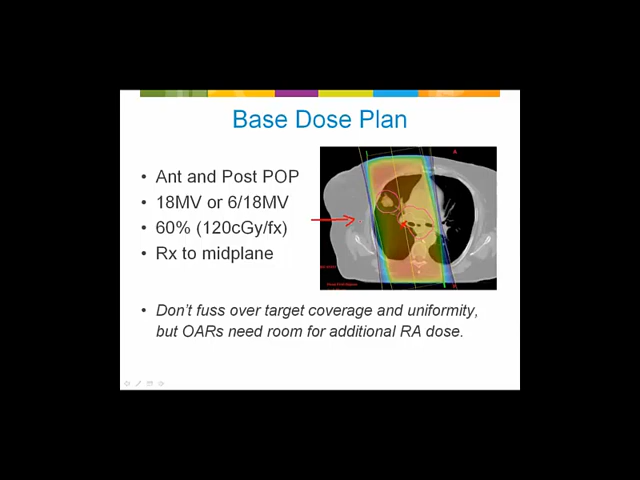 Base Dose Plan
• Ant and Post POP
• 18MV or 6/18MV
• 60% (120cGy/fx)
• Rx to midplane
• Don't fuss over target coverage and uniformity,
but OARs need room for additional RA dose.